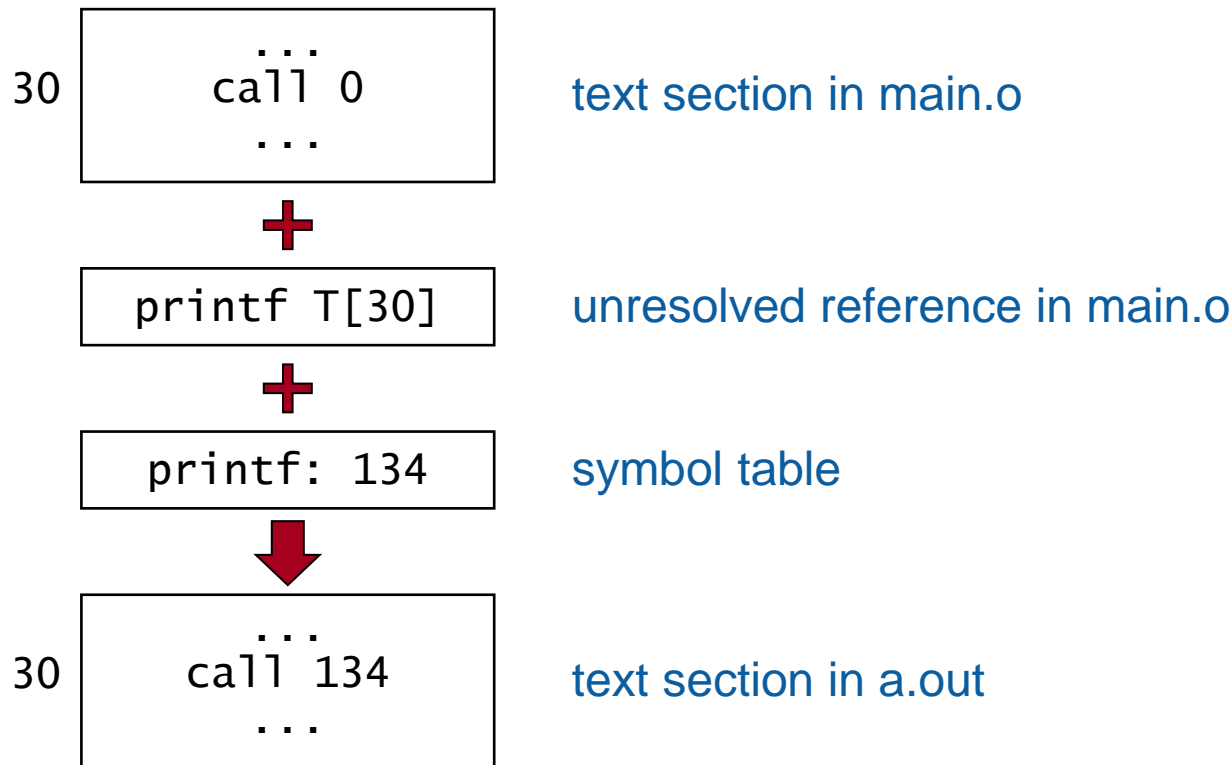 ...
30 call 0 text section in main.o
...
printf T[30] unresolved reference in main.o
printf: 134 symbol table
...
30 call 134 text section in a.out
...